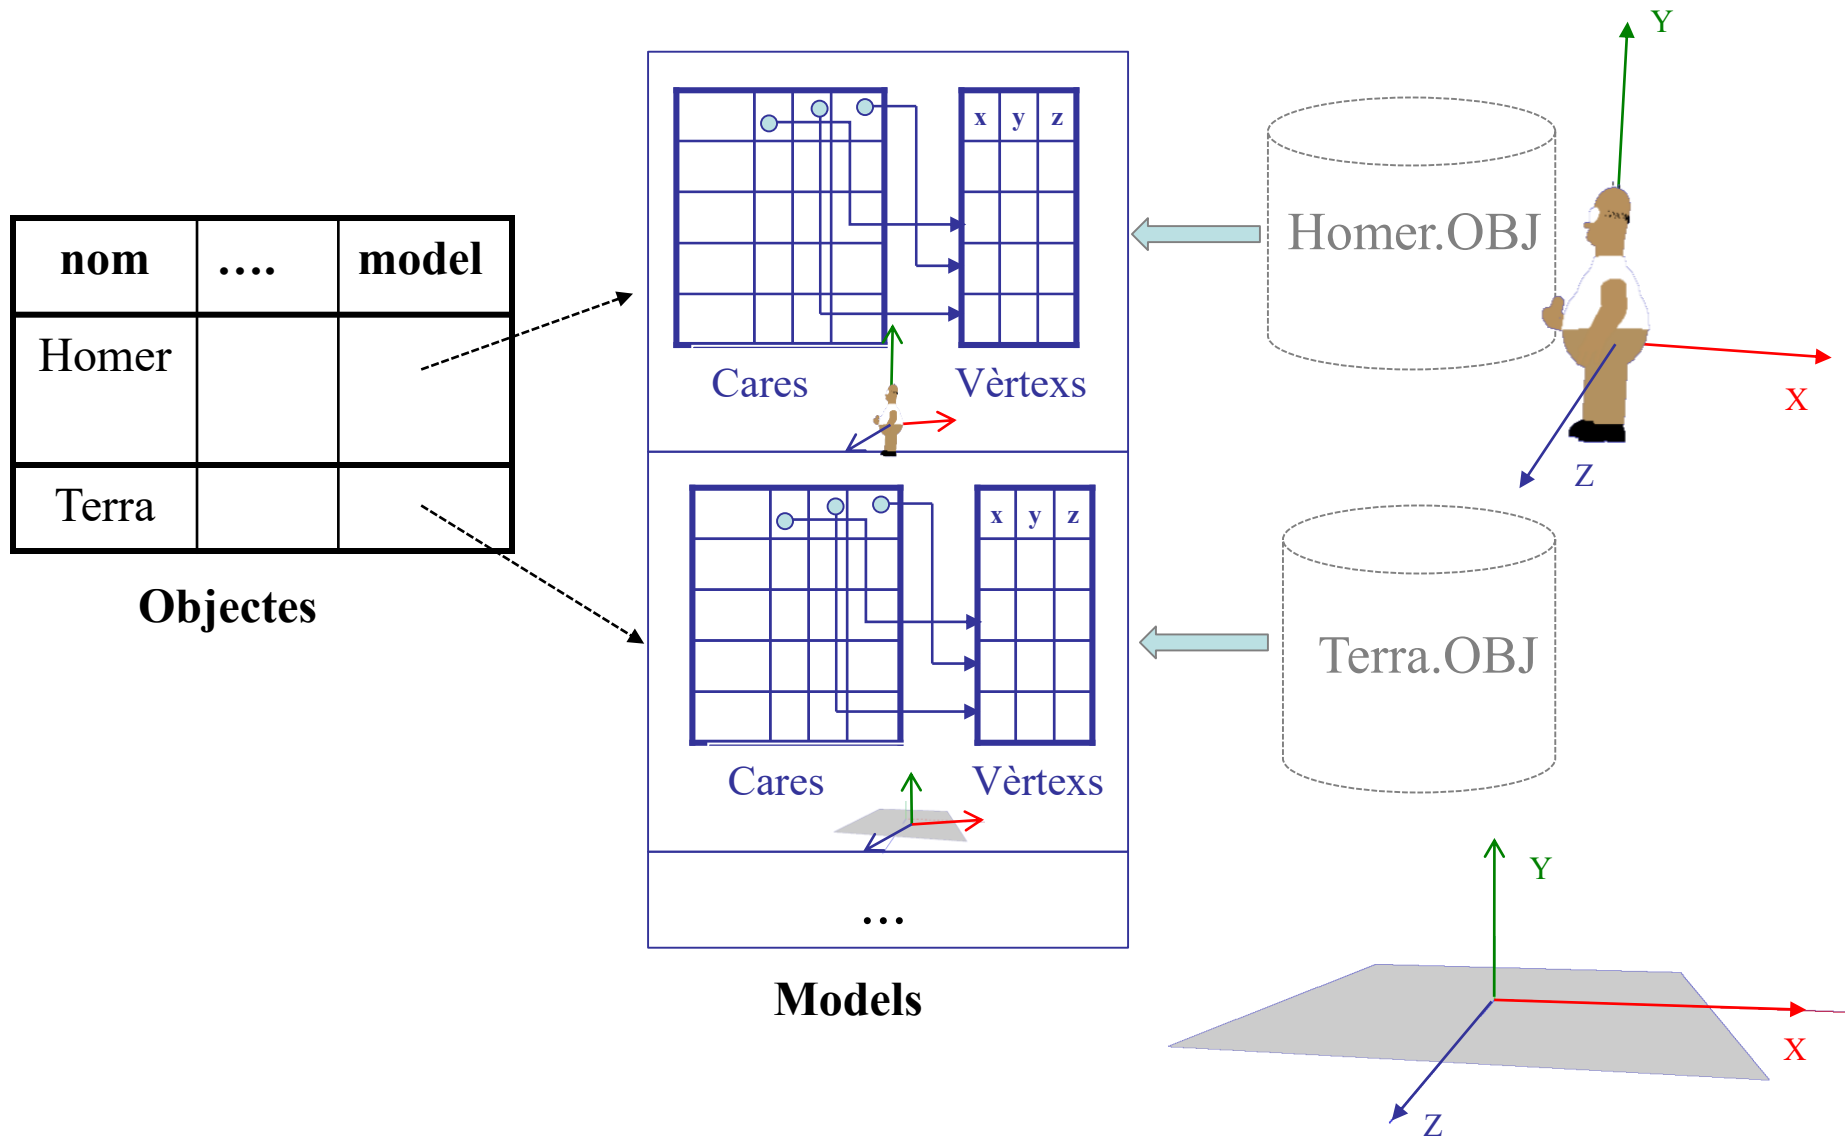 nom …. model
Homer
Terra
Objectes
x y z
Cares
Vèrtexs
x y z
Cares
Vèrtexs
…
Models
Homer.OBJ
Y
X
Z
Terra.OBJ
Y
X
Z